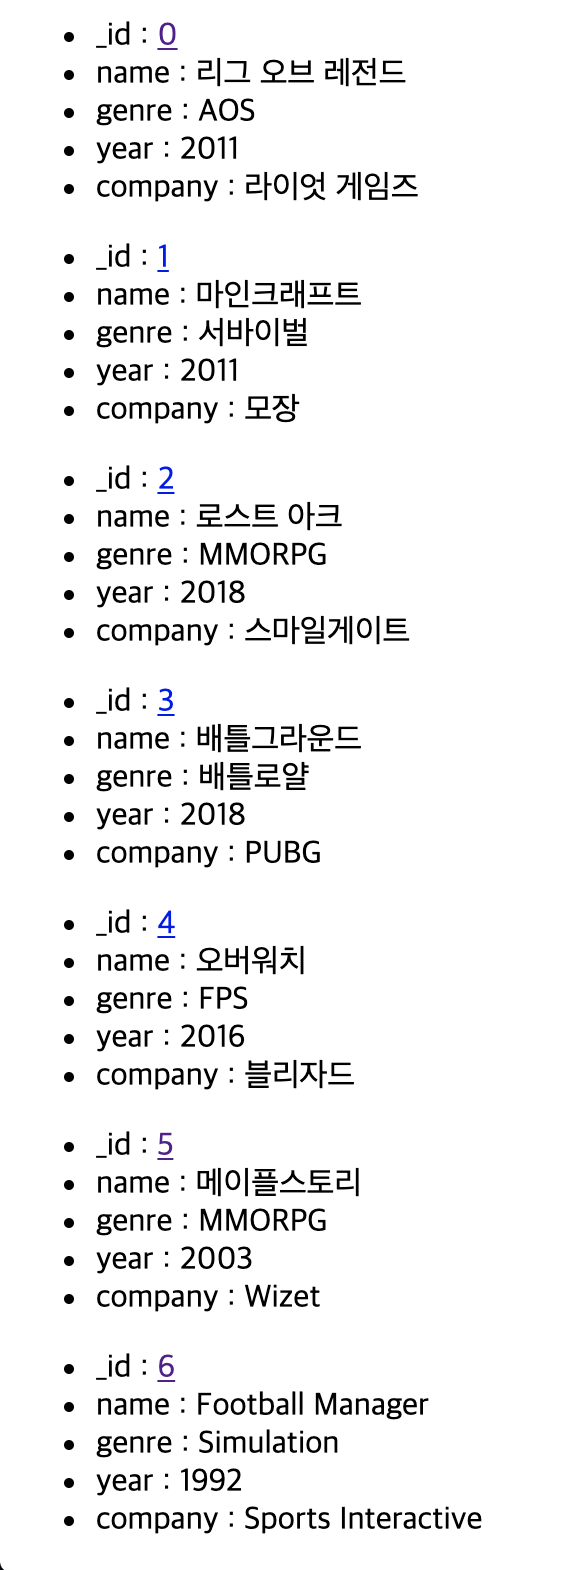 _id : 0
name : 리그 오브 레전드
genre : AOS
year : 2011
company : 라이엇 게임즈
_id : 1
name : 마인크래프트
genre : 서바이벌
year : 2011
company : 모장
_id : 2
name : 로스트 아크
genre : MMORPG
year : 2018
company : 스마일게이트
_id : 3
name : 배틀그라운드
genre : 배틀로얄
year : 2018
company : PUBG
_id : 4
name : 오버워치
genre : FPS
year : 2016
company : 블리자드
_id : 5
name : 메이플스토리
genre : MMORPG
year : 2003
company : Wizet
_id : 6
name : Football Manager
genre : Simulation
year : 1992
company : Sports Interactive